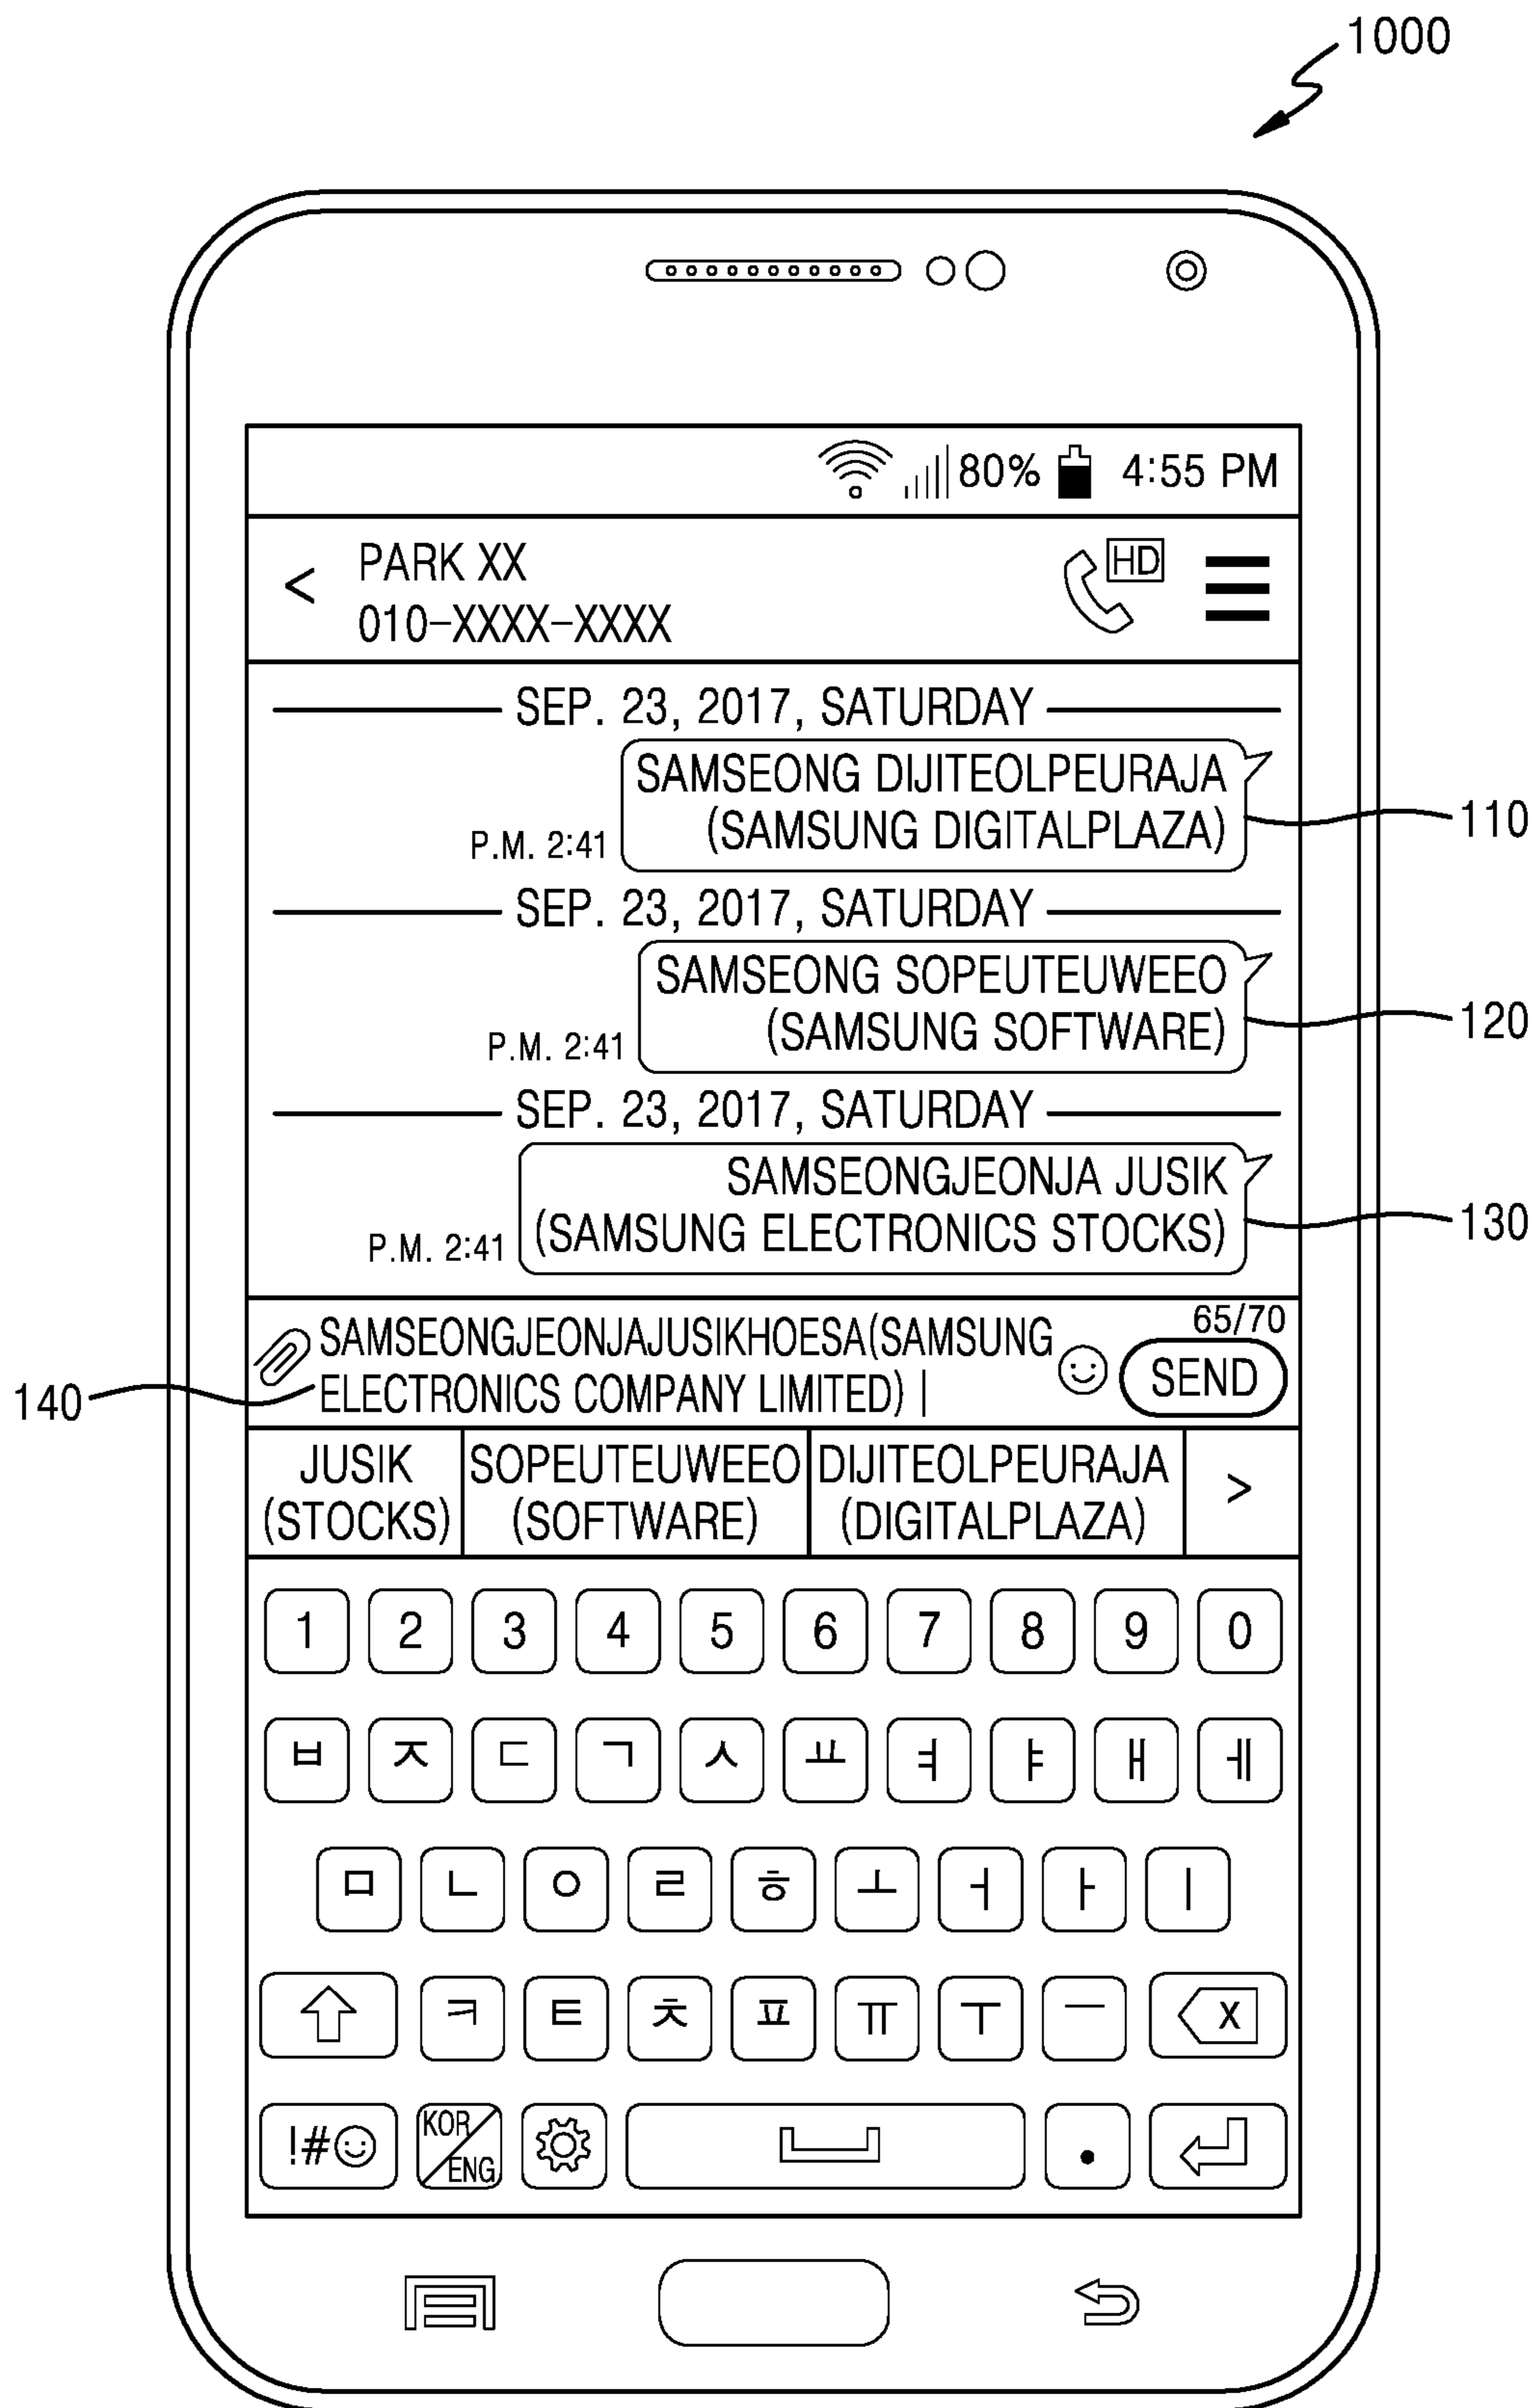 1000
80% 4:55 PM
< PARK XX HD
010-XXXX-XXXX
SEP. 23, 2017, SATURDAY
SAMSEONG DIJITEOLPEURAJA
(SAMSUNG DIGITALPLAZA)
P.M. 2:41
110
SEP. 23, 2017, SATURDAY
SAMSEONG SOPEUTEUWEEO
(SAMSUNG SOFTWARE)
P.M. 2:41
120
SEP. 23, 2017, SATURDAY
SAMSEONGJEONJA JUSIK
(SAMSUNG ELECTRONICS STOCKS)
P.M. 2:41
130
65/70
SAMSEONGJEONJAJUSIKHOESA(SAMSUNG
ELECTRONICS COMPANY LIMITED) |
SEND
140
JUSIK
(STOCKS)
SOPEUTEUWEEO
(SOFTWARE)
DIJITEOLPEURAJA
(DIGITALPLAZA)
>
1 2 3 4 5 6 7 8 9 0
ㅂ ㅈ ㄷ ㄱ ㅅ ㅛ ㅕ ㅑ ㅐ ㅔ
ㅁ ㄴ ㅇ ㄹ ㅎ ㅗ ㅓ ㅏ ㅣ
ㅋ ㅌ ㅊ ㅍ ㅠ ㅜ ㅡ X
!#☺ KOR/ENG .